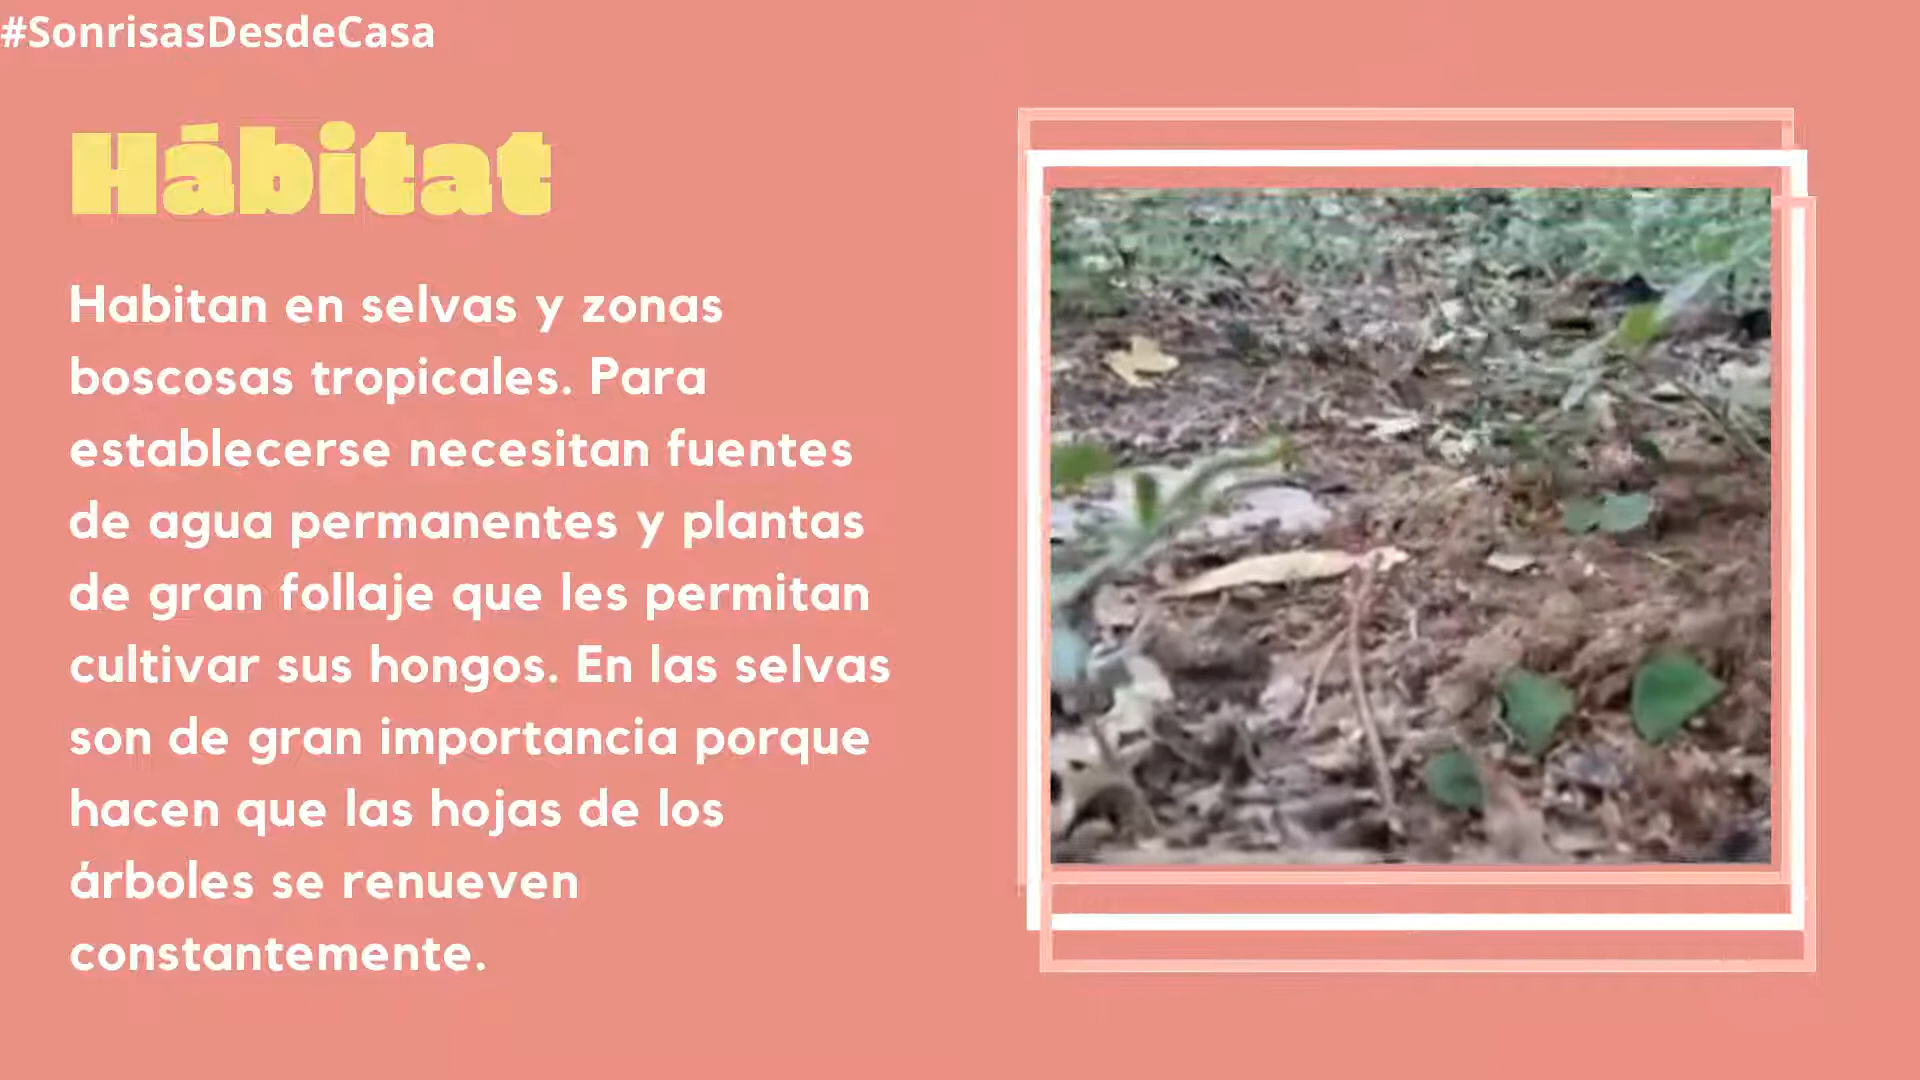 #SonrisasDesdeCasa
Hábitat
Habitan en selvas y zonas
boscosas tropicales. Para
establecerse necesitan fuentes
de agua permanentes y plantas
de gran follaje que les permitan
cultivar sus hongos. En las selvas
son de gran importancia porque
hacen que las hojas de los
árboles se renueven
constantemente.